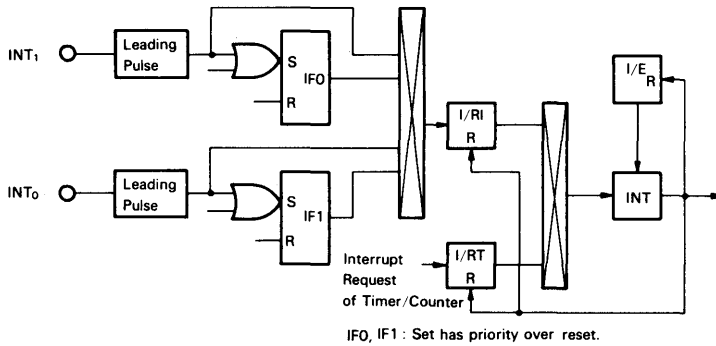 INT1
Leading
Pulse
S
IF0
R
INT0
Leading
Pulse
S
IF1
R
I/RI
R
Interrupt
Request
of Timer/Counter
I/RT
R
I/E
R
INT
IF0, IF1 : Set has priority over reset.